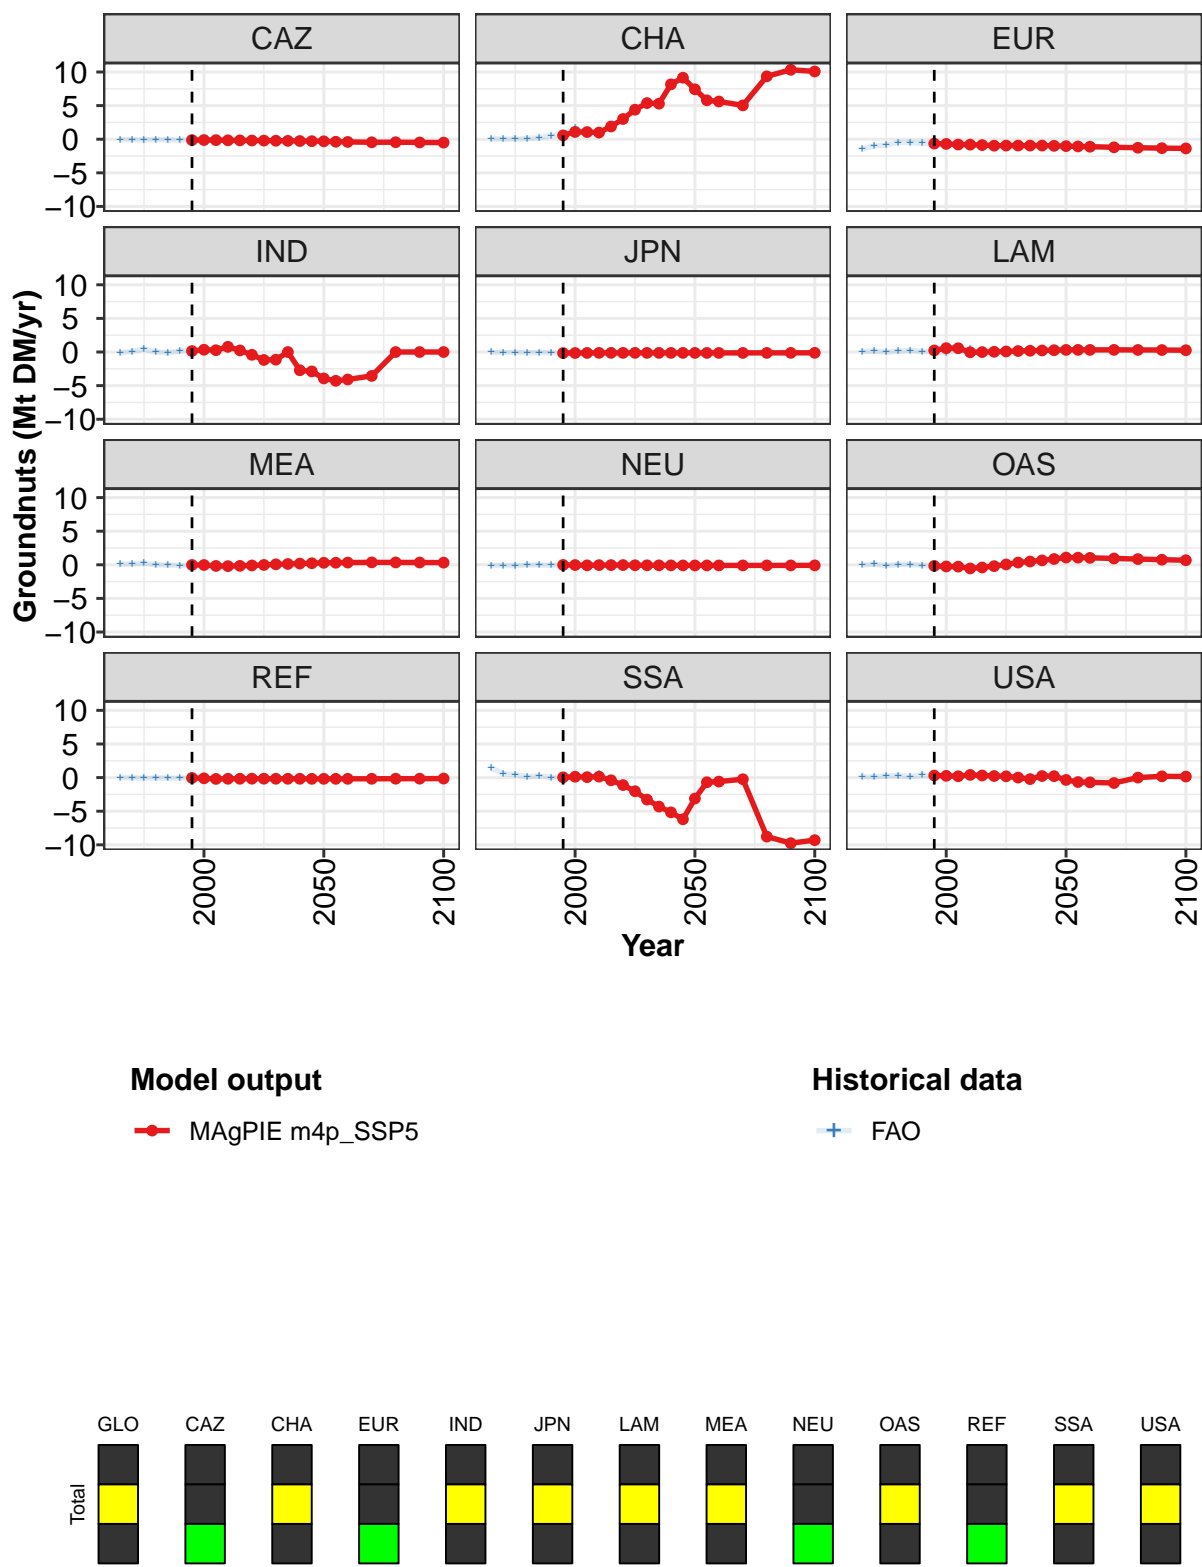 CAZ CHA EUR
10
5
0
−5
−10
IND JPN LAM
10
5
0
−5
−10
MEA NEU OAS
10
5
0
−5
−10
REF SSA USA
10
5
0
−5
−10
Groundnuts (Mt DM/yr)
2000 2050 2100 2000 2050 2100 2000 2050 2100
Year
Model output Historical data
MAgPIE m4p_SSP5 FAO
GLO CAZ CHA EUR IND JPN LAM MEA NEU OAS REF SSA USA
Total